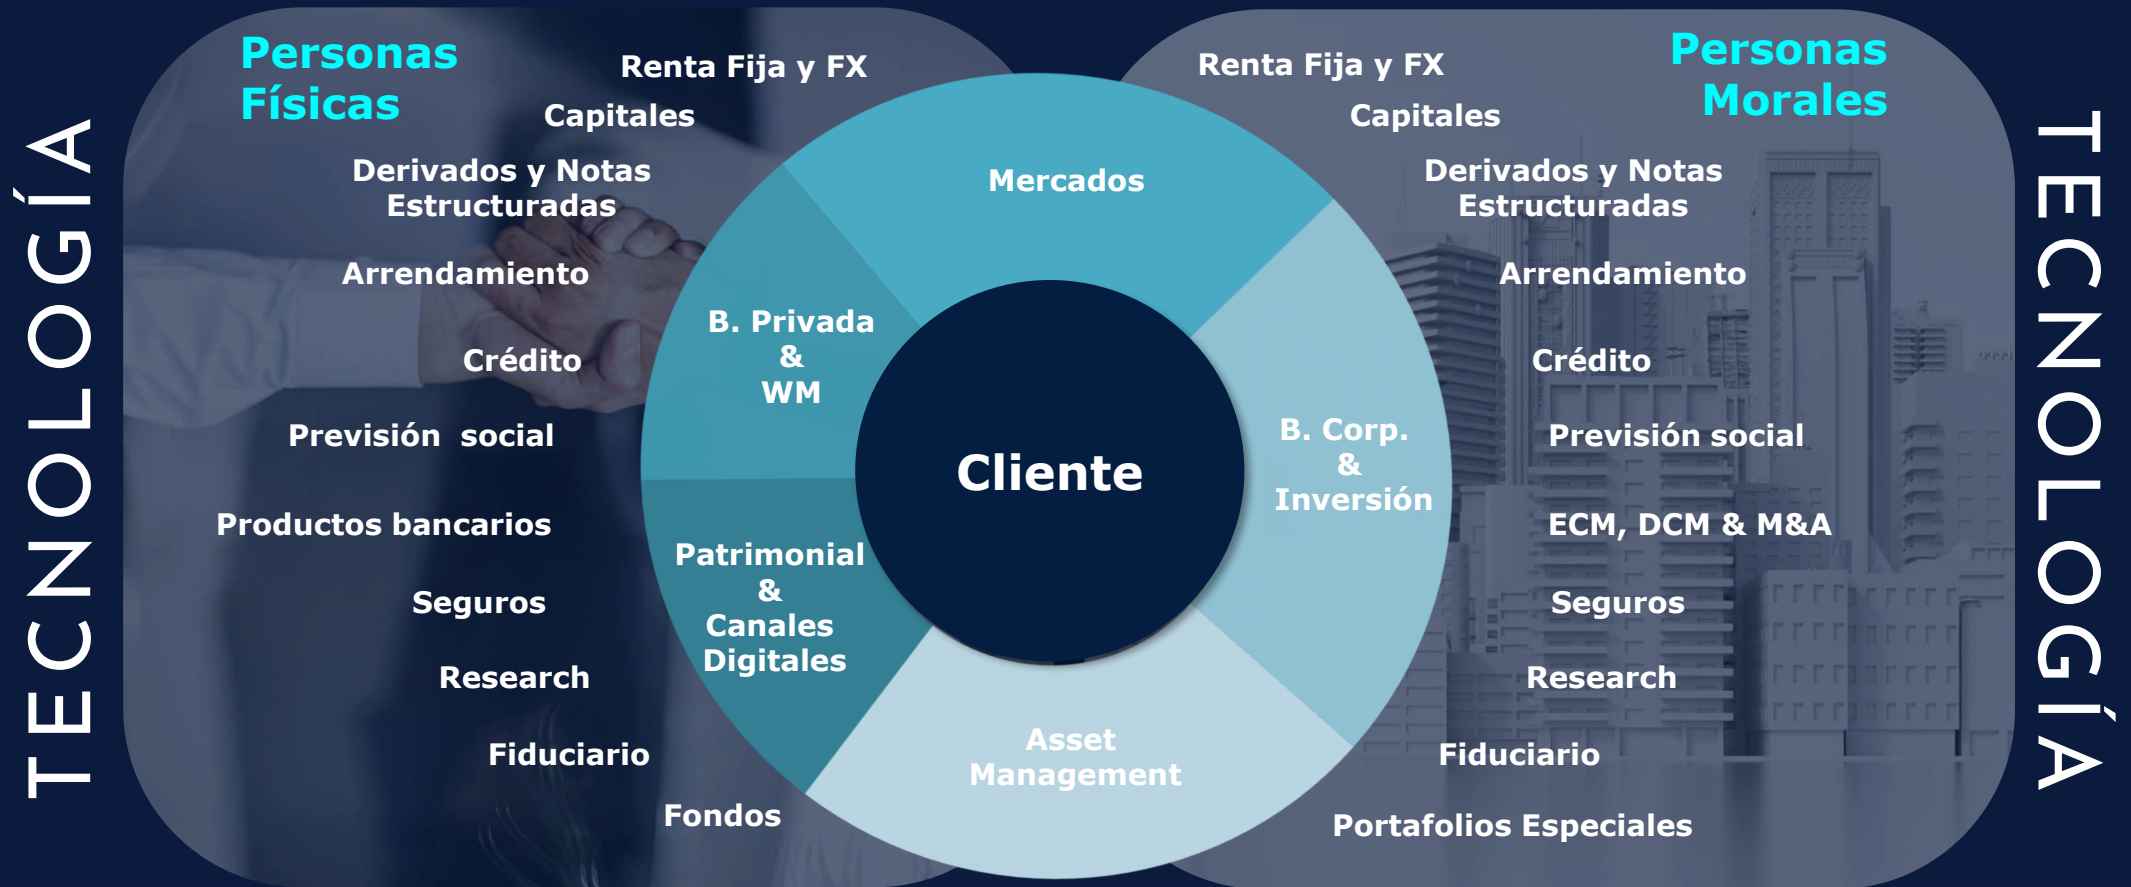 TECNOLOGÍA
Personas
Físicas
Renta Fija y FX
Capitales
Derivados y Notas
Estructuradas
Arrendamiento
Crédito
Previsión  social
Productos bancarios
Seguros
Research
Fiduciario
Fondos
Mercados
B. Privada
&
WM
Patrimonial
&
Canales
Digitales
Cliente
B. Corp.
&
Inversión
Asset
Management
Personas
Morales
Renta Fija y FX
Capitales
Derivados y Notas
Estructuradas
Arrendamiento
Crédito
Previsión social
ECM, DCM & M&A
Seguros
Research
Fiduciario
Portafolios Especiales
TECNOLOGÍA